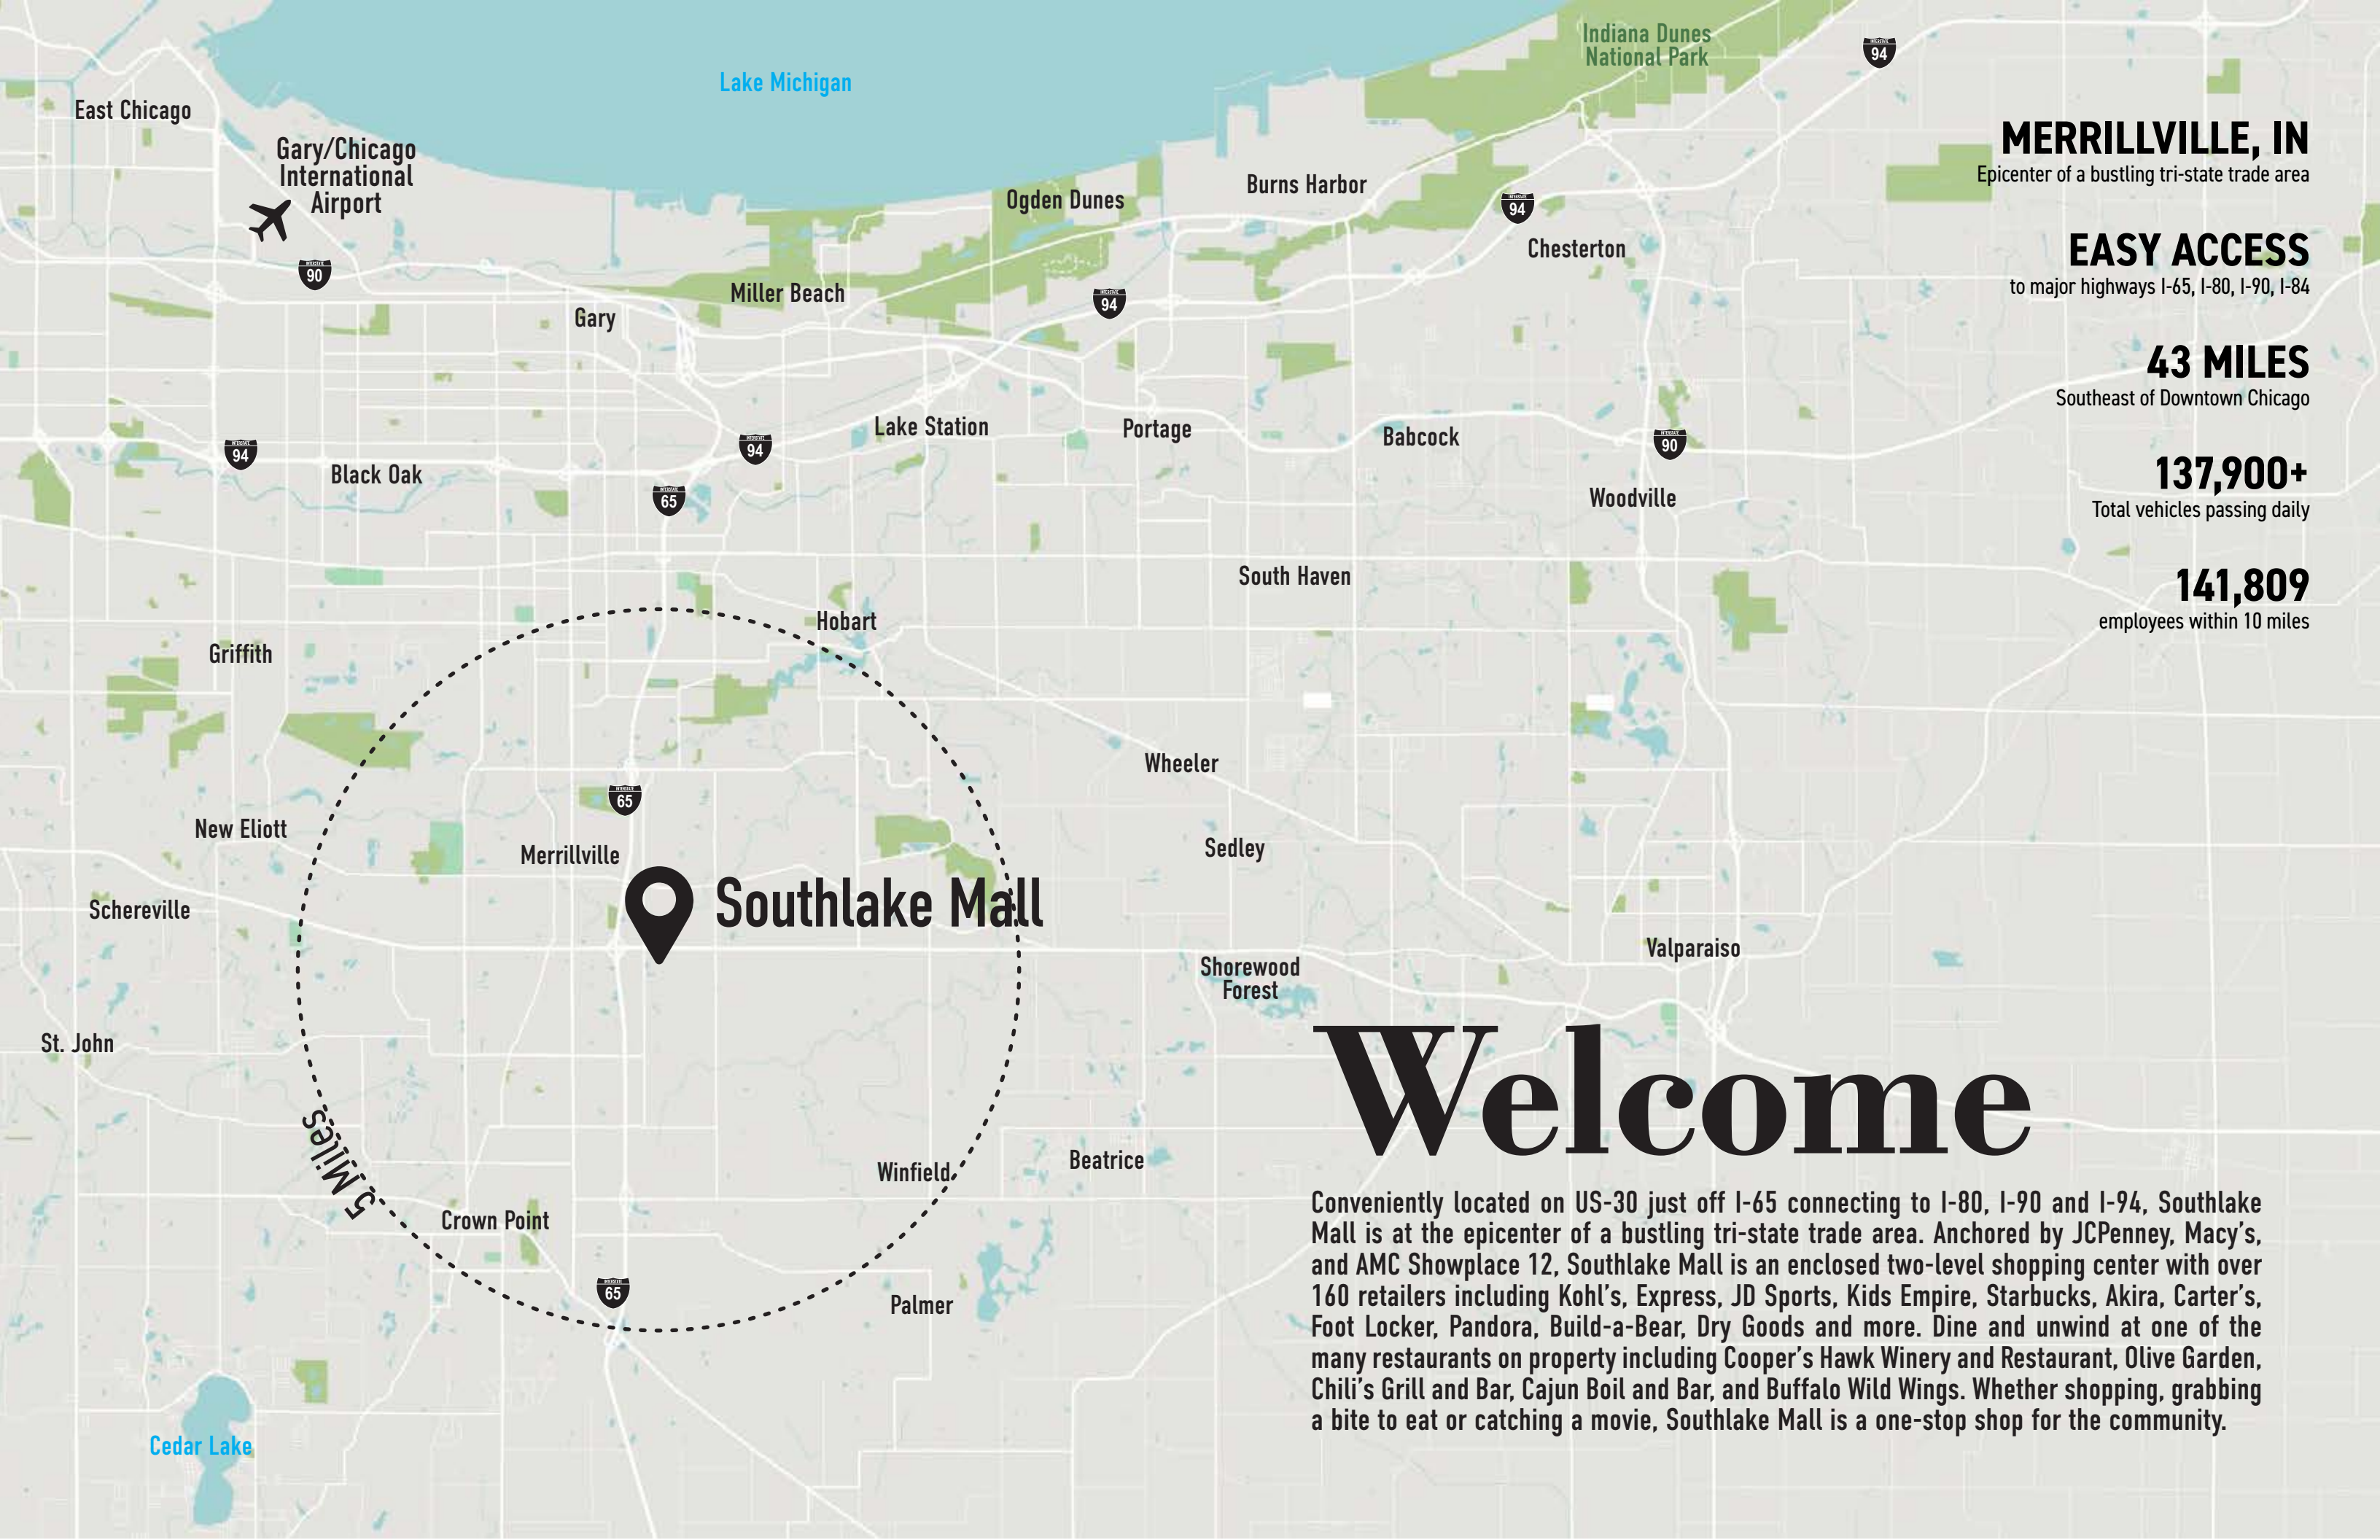 Indiana Dunes
National Park
INTERSTATE
94
Lake Michigan
East Chicago
Gary/Chicago
International
Airport
MERRILLVILLE, IN
Epicenter of a bustling tri-state trade area
Ogden Dunes
Burns Harbor
INTERSTATE
94
Chesterton
EASY ACCESS
to major highways I-65, I-80, I-90, I-84
INTERSTATE
90
Miller Beach
INTERSTATE
94
Gary
43 MILES
Southeast of Downtown Chicago
Lake Station
Portage
Babcock
INTERSTATE
90
INTERSTATE
94
INTERSTATE
94
Black Oak
INTERSTATE
65
Woodville
137,900+
Total vehicles passing daily
South Haven
141,809
employees within 10 miles
Hobart
Griffith
Wheeler
INTERSTATE
65
New Eliott
Merrillville
Sedley
Southlake Mall
Schereville
Valparaiso
Shorewood
Forest
St. John
5 Miles
Winfield
Beatrice
Crown Point
INTERSTATE
65
Palmer
Cedar Lake
Welcome
Conveniently located on US-30 just off I-65 connecting to I-80, I-90 and I-94, Southlake
Mall is at the epicenter of a bustling tri-state trade area. Anchored by JCPenney, Macy's,
and AMC Showplace 12, Southlake Mall is an enclosed two-level shopping center with over
160 retailers including Kohl's, Express, JD Sports, Kids Empire, Starbucks, Akira, Carter's,
Foot Locker, Pandora, Build-a-Bear, Dry Goods and more. Dine and unwind at one of the
many restaurants on property including Cooper's Hawk Winery and Restaurant, Olive Garden,
Chili's Grill and Bar, Cajun Boil and Bar, and Buffalo Wild Wings. Whether shopping, grabbing
a bite to eat or catching a movie, Southlake Mall is a one-stop shop for the community.